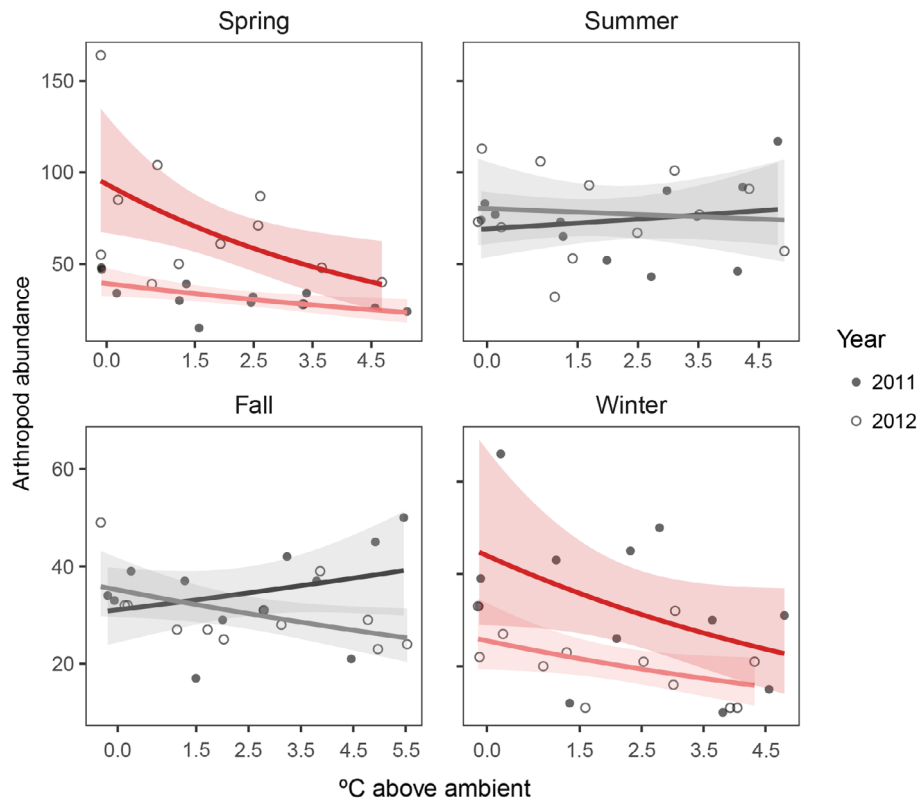 Spring
Summer
150
100
50
0.0 1.5 2.5 3.5 4.5
0.0 1.5 2.5 3.5 4.5
Arthropod abundance
Year
2011
2012
Fall
Winter
60
40
20
0.0 1.5 2.5 3.5 4.5 5.5
0.0 1.5 2.5 3.5 4.5
ºC above ambient